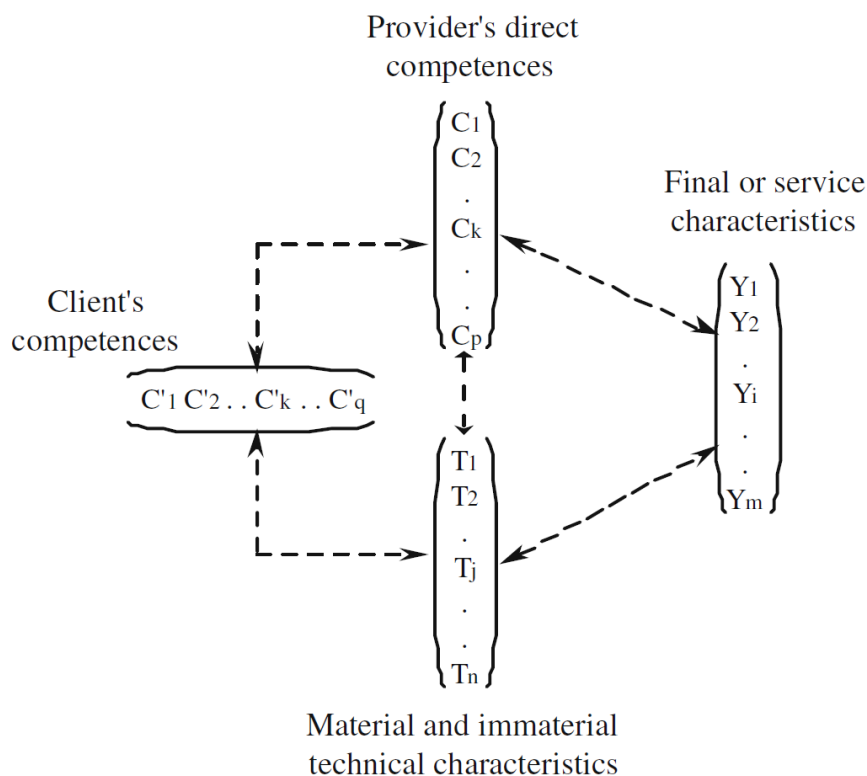 Provider's direct
competences
C1
C2
.
Ck
.
.
Cp
Final or service
characteristics
Y1
Y2
.
Yi
.
.
Ym
Client's
competences
C'1 C'2 . . C'k . . C'q
T1
T2
.
Tj
.
.
Tn
Material and immaterial
technical characteristics